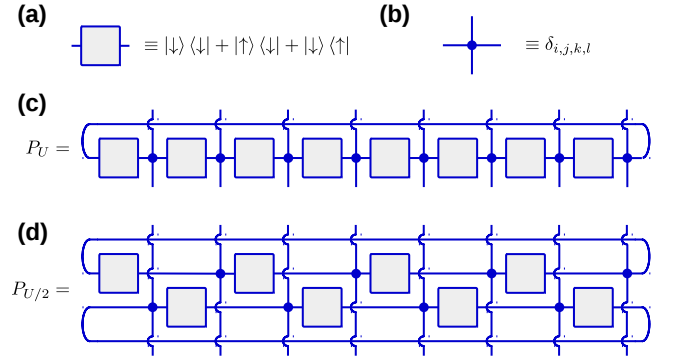 (a)
≡ |↓⟩ ⟨↓| + |↑⟩ ⟨↓| + |↓⟩ ⟨↑|
(b)
≡ δ_{i,j,k,l}
(c)
P_U =
(d)
P_{U/2} =